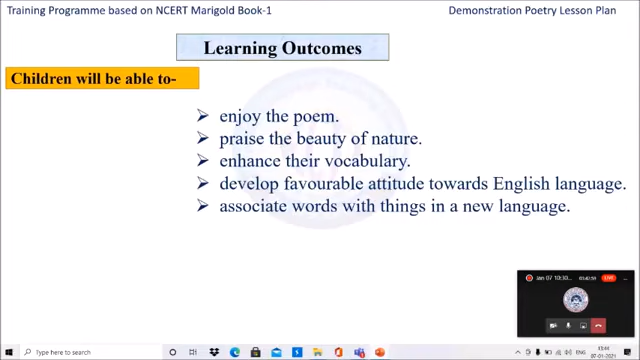 Training Programme based on NCERT Marigold Book-1
Demonstration Poetry Lesson Plan
Learning Outcomes
Children will be able to-
➢ enjoy the poem.
➢ praise the beauty of nature.
➢ enhance their vocabulary.
➢ develop favourable attitude towards English language.
➢ associate words with things in a new language.
Jan 07 10:30
LIVE
Type here to search
07-01-2021